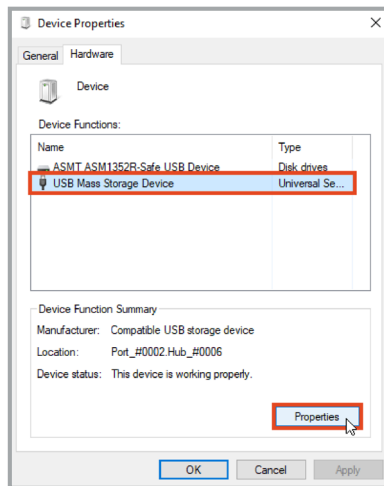 Device Properties
General Hardware
Device
Device Functions:
Name Type
ASMT ASM1352R-Safe USB Device Disk drives
USB Mass Storage Device Universal Se...
Device Function Summary
Manufacturer: Compatible USB storage device
Location: Port_#0002.Hub_#0006
Device status: This device is working properly.
Properties
OK Cancel Apply